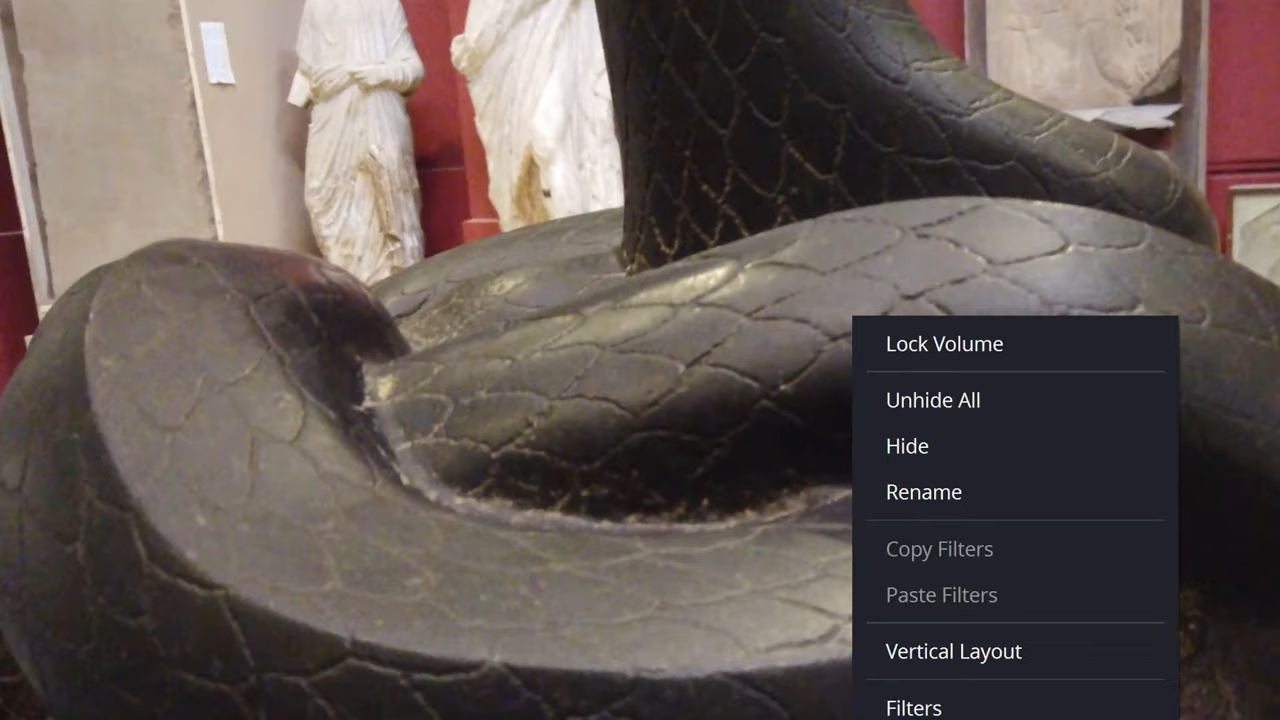 Lock Volume
Unhide All
Hide
Rename
Copy Filters
Paste Filters
Vertical Layout
Filters